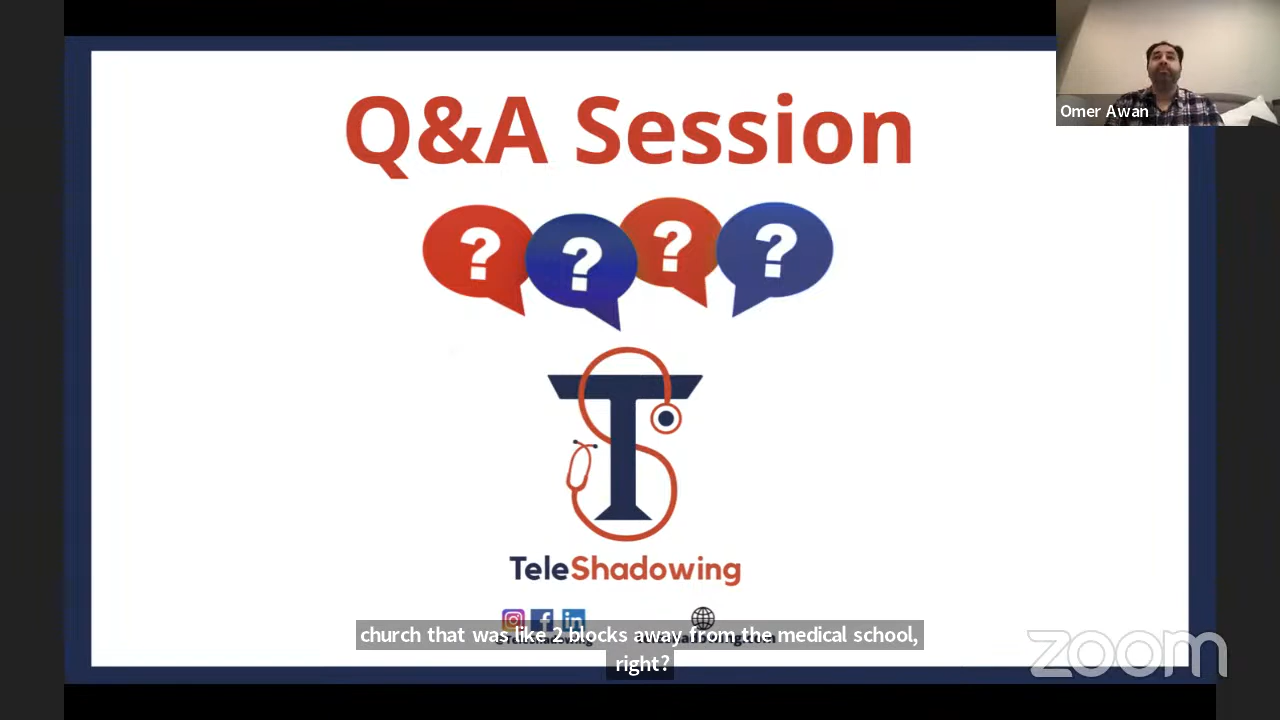 Omer Awan
Q&A Session
? ? ? ?
TeleShadowing
church that was like 2 blocks away from the medical school,
right?
zoom